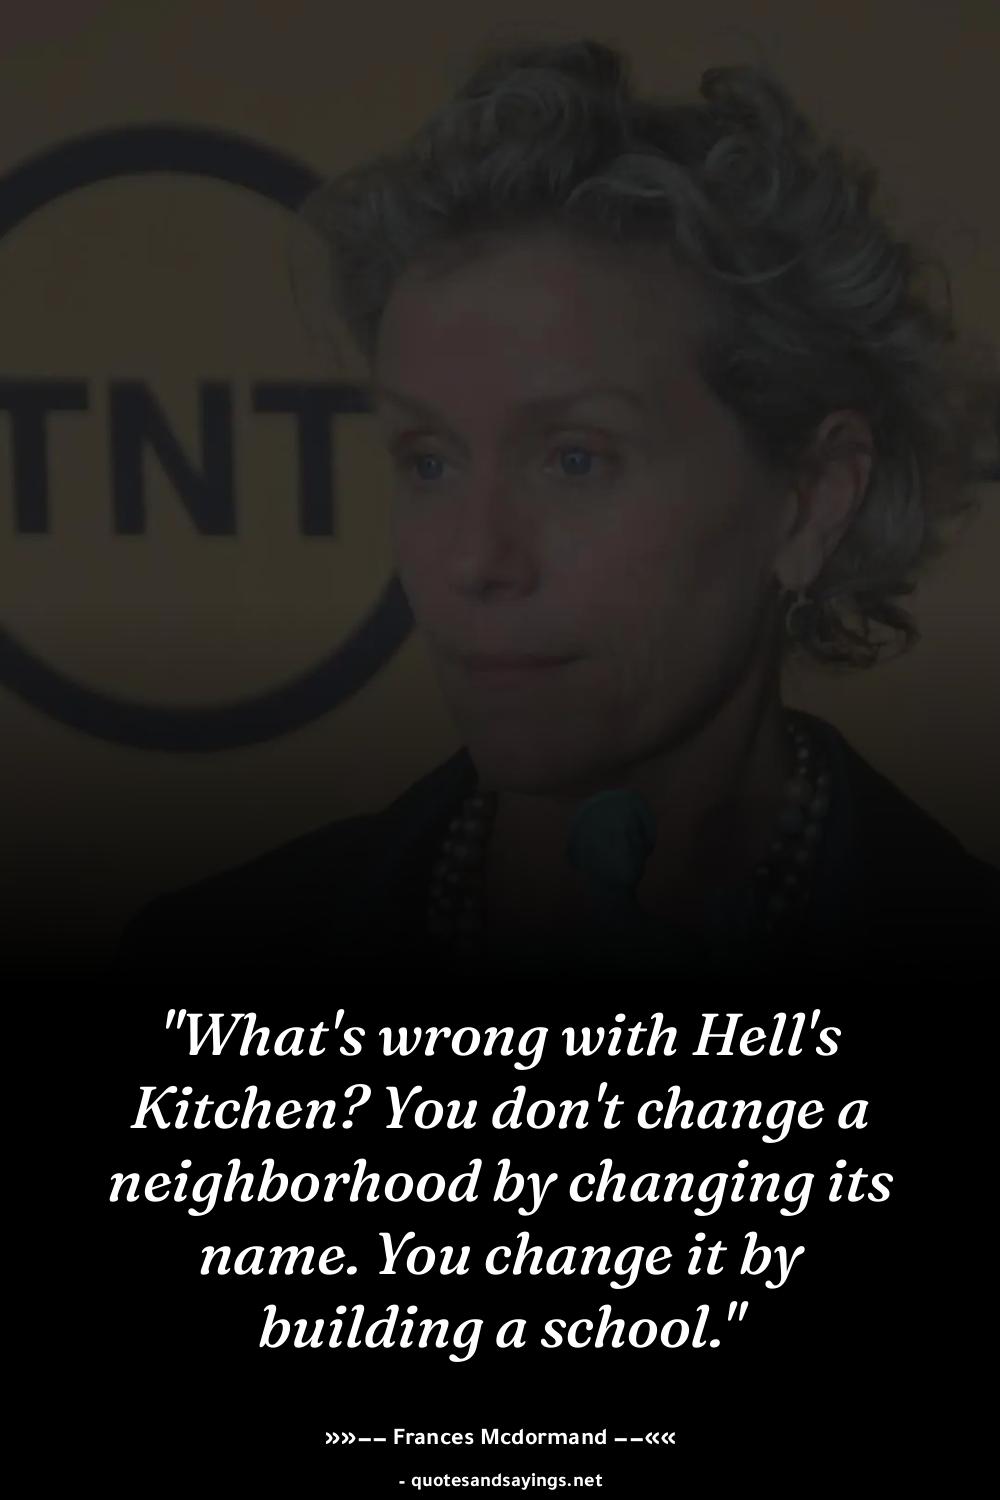 TNT
"What's wrong with Hell's
Kitchen? You don't change a
neighborhood by changing its
name. You change it by
building a school."
»»–– Frances Mcdormand ––««
- quotesandsayings.net